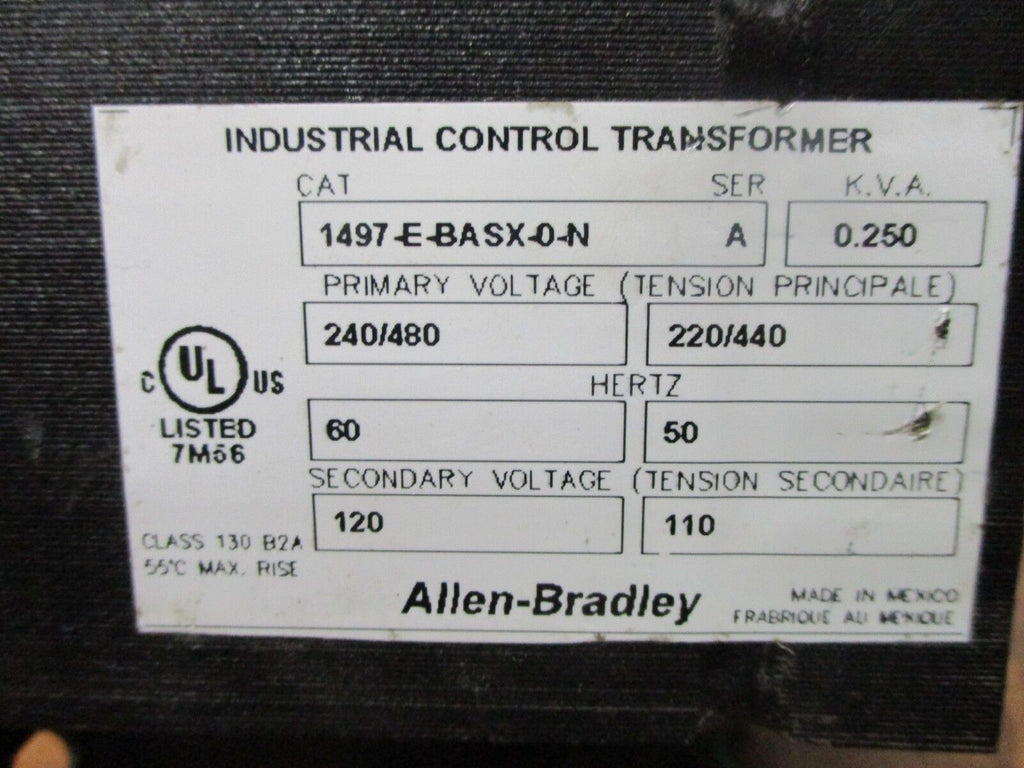 INDUSTRIAL CONTROL TRANSFORMER
CAT SER K.V.A.
1497-E-BASX-0-N A 0.250
PRIMARY VOLTAGE (TENSION PRINCIPALE)
240/480 220/440
HERTZ
60 50
SECONDARY VOLTAGE (TENSION SECONDAIRE)
120 110
C UL US
LISTED
7M56
CLASS 130 B2A
55°C MAX. RISE
Allen-Bradley
MADE IN MEXICO
FRABRIQUE AU MEXIQUE